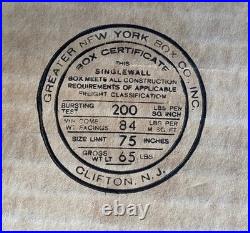 GREATER NEW YORK BOX CO., INC.
BOX CERTIFICATE
THIS
SINGLEWALL
BOX MEETS ALL CONSTRUCTION
REQUIREMENTS OF APPLICABLE
FREIGHT CLASSIFICATION
BURSTING TEST 200 LBS PER SQ INCH
MIN COMB WT FACINGS 84 LBS PER M SQ FT
SIZE LIMIT 75 INCHES
GROSS WT LT 65 LBS
CLIFTON, N. J.